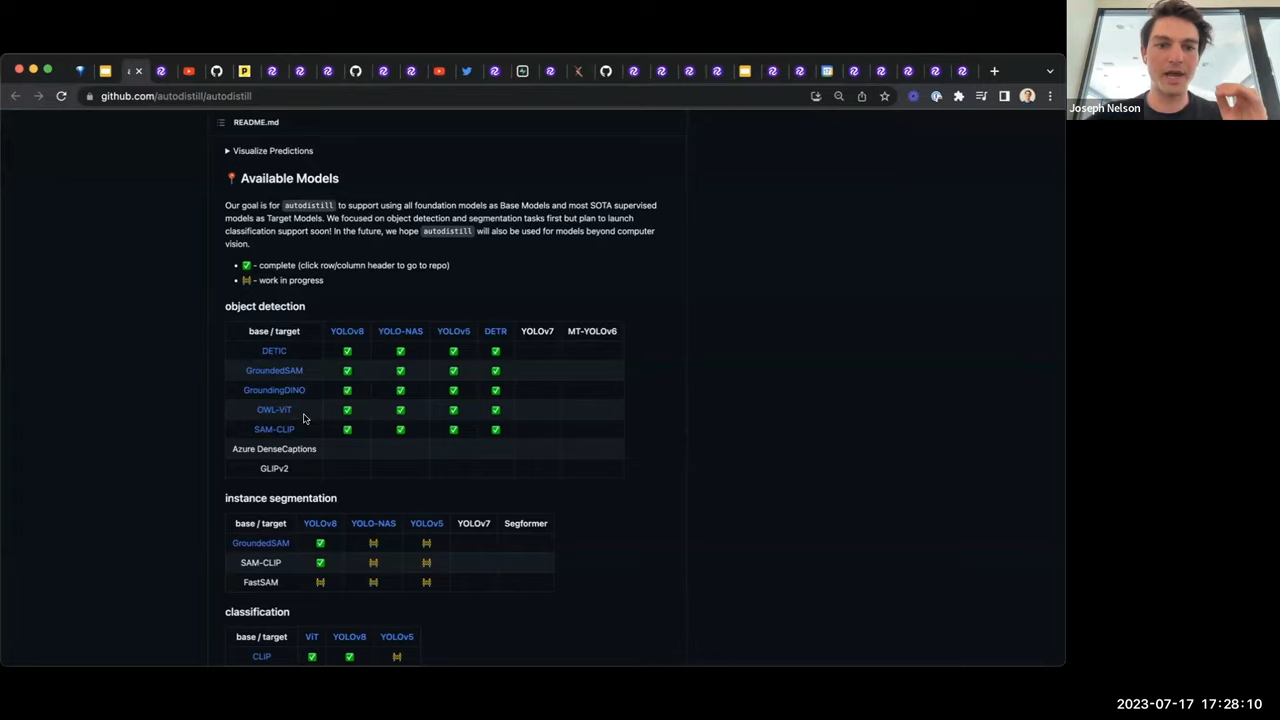 github.com/autodistill/autodistill
Joseph Nelson
README.md
Visualize Predictions
Available Models
Our goal is for autodistill to support using all foundation models as Base Models and most SOTA supervised
models as Target Models. We focused on object detection and segmentation tasks first but plan to launch
classification support soon! In the future, we hope autodistill will also be used for models beyond computer
vision.
- complete (click row/column header to go to repo)
- work in progress
object detection
base / target YOLOv8 YOLO-NAS YOLOv5 DETR YOLOv7 MT-YOLOv6
DETIC
GroundedSAM
GroundingDINO
OWL-ViT
SAM-CLIP
Azure DenseCaptions
GLIPv2
instance segmentation
base / target YOLOv8 YOLO-NAS YOLOv5 YOLOv7 Segformer
GroundedSAM
SAM-CLIP
FastSAM
classification
base / target ViT YOLOv8 YOLOv5
CLIP
2023-07-17 17:28:10